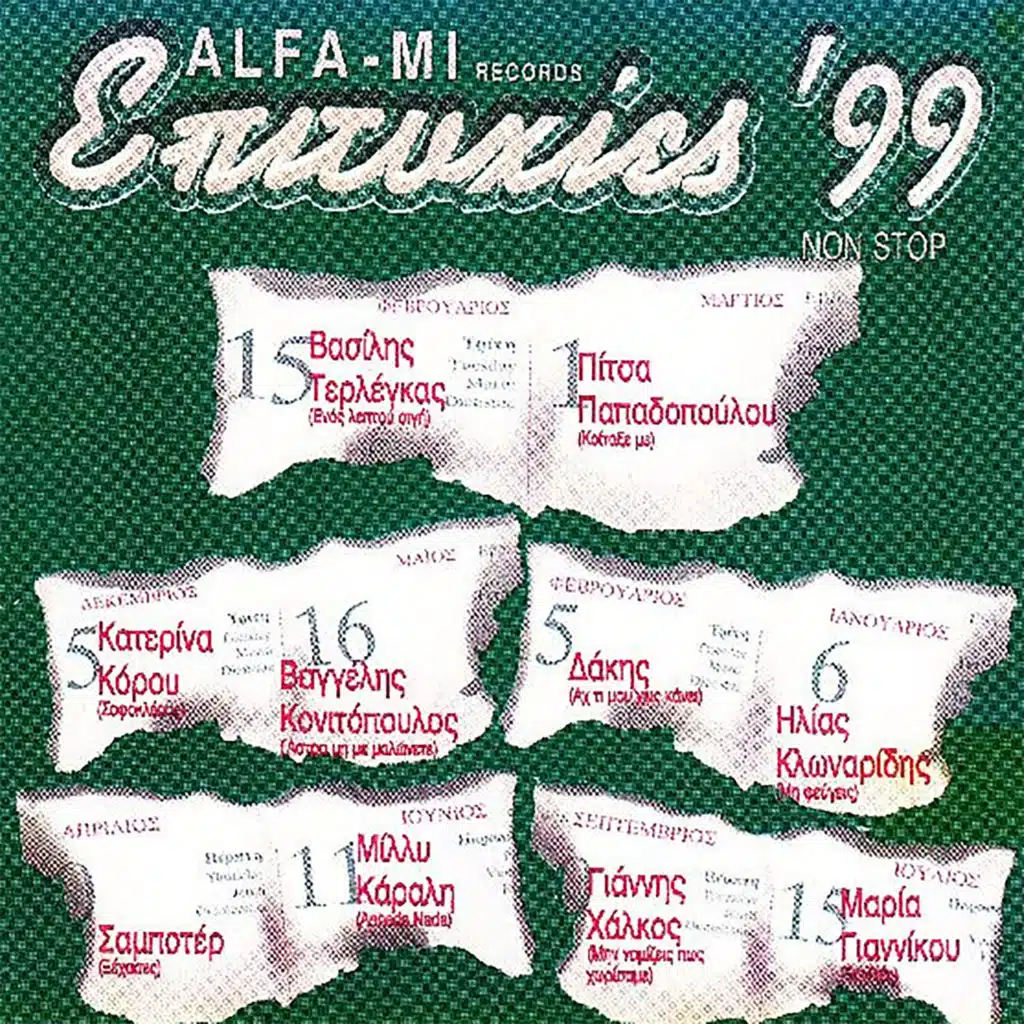 ALFA-MI RECORDS
Επιτυχίες '99
NON STOP
ΦΕΒΡΟΥΑΡΙΟΣ
15
Βασίλης
Τερλέγκας
(Ενός λεπτού σιγή)
Τρίτη
Tuesday
ΜΑΡΤΙΟΣ
1
Πίτσα
Παπαδοπούλου
(Κοίταξε με)
ΔΕΚΕΜΒΡΙΟΣ
5
Κατερίνα
Κόρου
ΜΑΪΟΣ
16
Βαγγέλης
Κονιτόπουλος
(Άστρα μη με μαλώνετε)
ΦΕΒΡΟΥΑΡΙΟΣ
5
Δάκης
(Αχ τι μου χεις κάνει)
ΙΑΝΟΥΑΡΙΟΣ
6
Ηλίας
Κλωναρίδης
(Μη φεύγεις)
ΑΠΡΙΛΙΟΣ
Σαμποτέρ
(Ξέχασες)
ΙΟΥΝΙΟΣ
11
Μίλλυ
Κάραλη
ΣΕΠΤΕΜΒΡΙΟΣ
Γιάννης
Χάλκος
(Μην νομίζεις πως
χωρίσαμε)
ΙΟΥΛΙΟΣ
15
Μαρία
Γιαννίκου